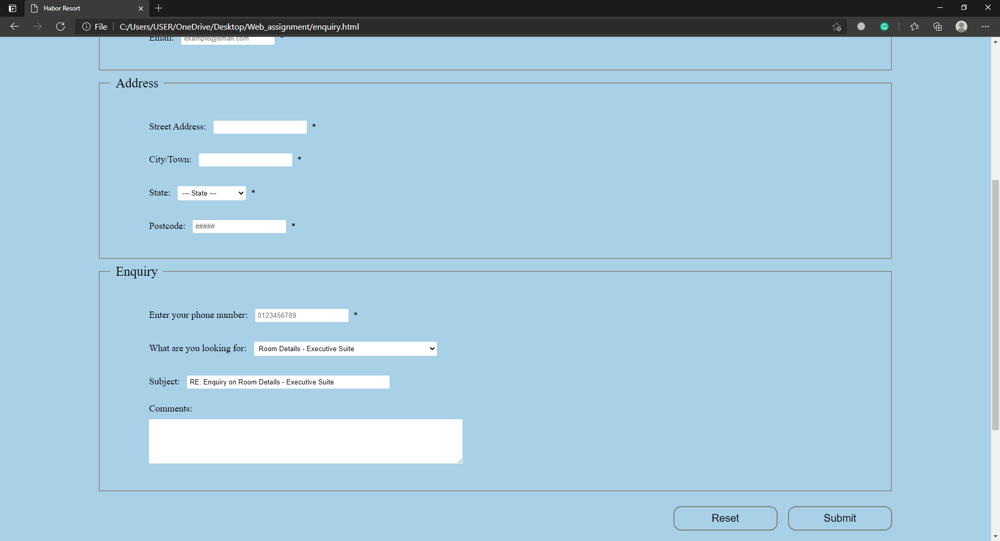 Habor Resort
File C:/Users/USER/OneDrive/Desktop/Web_assignment/enquiry.html
Email: example@email.com *
Address
Street Address: *
City/Town: *
State: --- State --- *
Postcode: ##### *
Enquiry
Enter your phone number: 0123456789 *
What are you looking for: Room Details - Executive Suite
Subject: RE: Enquiry on Room Details - Executive Suite
Comments:
Reset Submit